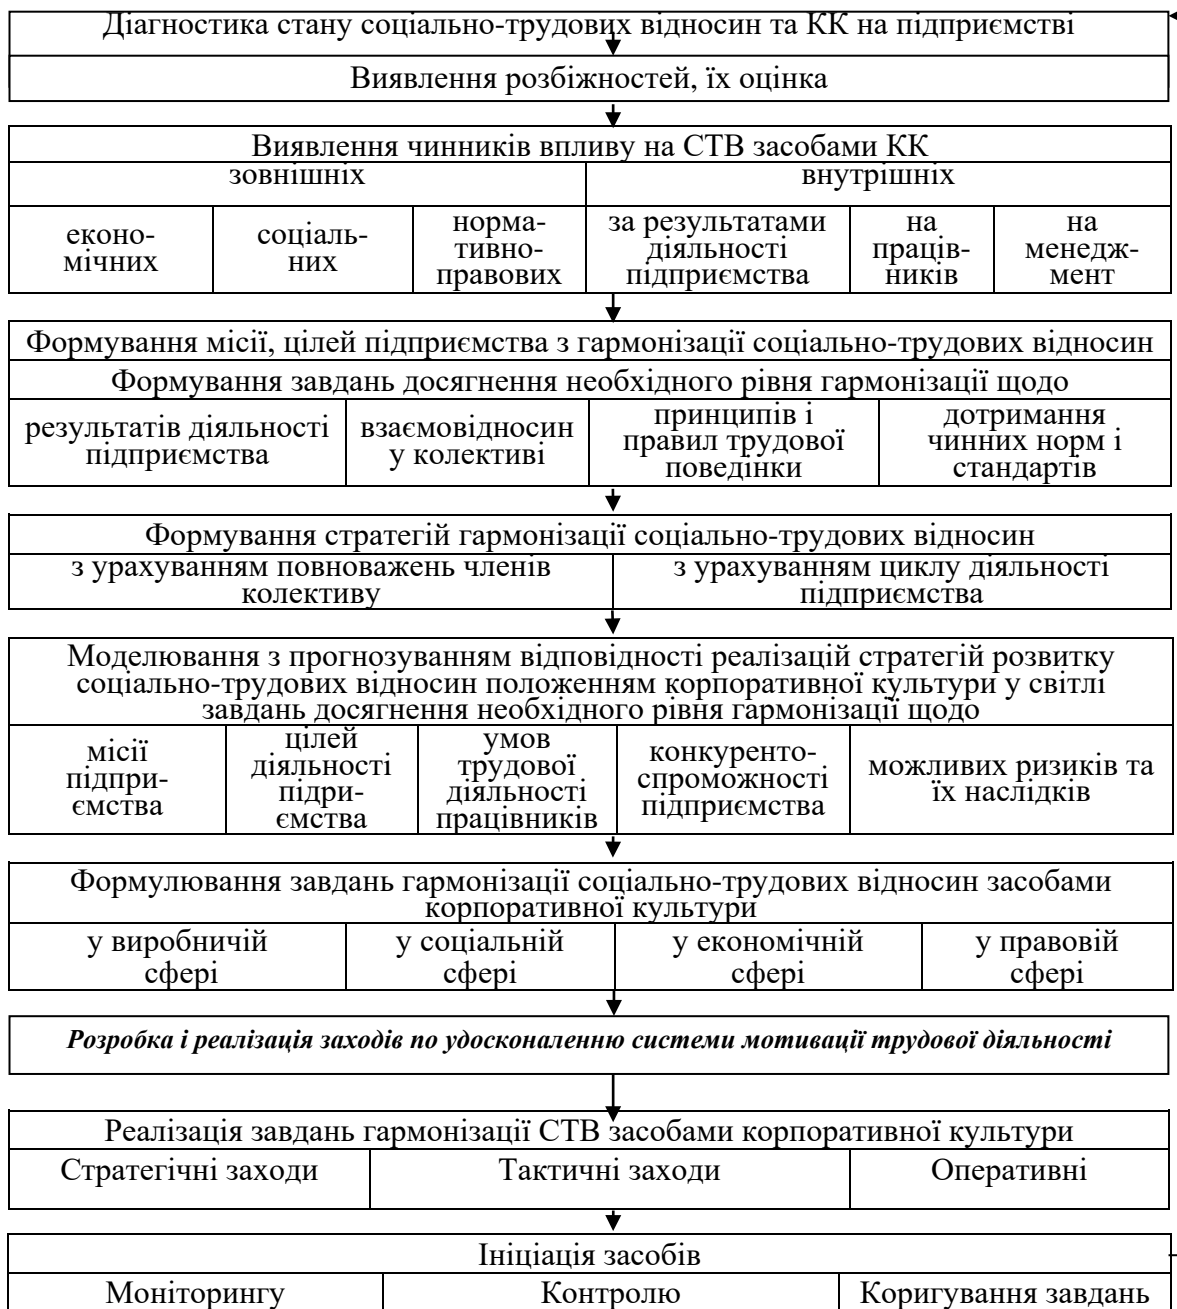 Діагностика стану соціально-трудових відносин та КК на підприємстві
Виявлення розбіжностей, їх оцінка
Виявлення чинників впливу на СТВ засобами КК
зовнішніх
внутрішніх
еконо-
мічних
соціаль-
них
норма-
тивно-
правових
за результатами
діяльності
підприємства
на
праців-
ників
на
менедж-
мент
Формування місії, цілей підприємства з гармонізації соціально-трудових відносин
Формування завдань досягнення необхідного рівня гармонізації щодо
результатів діяльності
підприємства
взаємовідносин
у колективі
принципів і
правил трудової
поведінки
дотримання
чинних норм і
стандартів
Формування стратегій гармонізації соціально-трудових відносин
з урахуванням повноважень членів
колективу
з урахуванням циклу діяльності
підприємства
Моделювання з прогнозуванням відповідності реалізацій стратегій розвитку
соціально-трудових відносин положенням корпоративної культури у світлі
завдань досягнення необхідного рівня гармонізації щодо
місії
підпри-
ємства
цілей
діяльності
підри-
ємства
умов
трудової
діяльності
працівників
конкуренто-
спроможності
підприємства
можливих ризиків та
їх наслідків
Формулювання завдань гармонізації соціально-трудових відносин засобами
корпоративної культури
у виробничій
сфері
у соціальній
сфері
у економічній
сфері
у правовій
сфері
Розробка і реалізація заходів по удосконаленню системи мотивації трудової діяльності
Реалізація завдань гармонізації СТВ засобами корпоративної культури
Стратегічні заходи
Тактичні заходи
Оперативні
Ініціація засобів
Моніторингу
Контролю
Коригування завдань